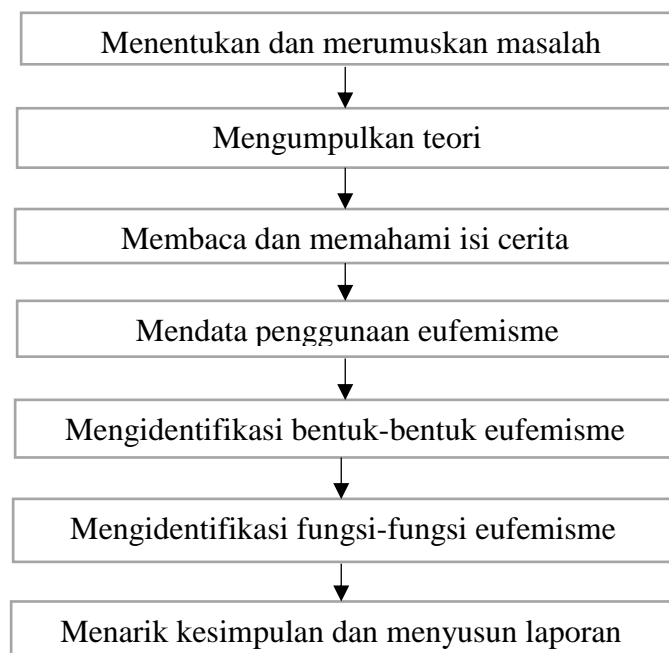 Menentukan dan merumuskan masalah
Mengumpulkan teori
Membaca dan memahami isi cerita
Mendata penggunaan eufemisme
Mengidentifikasi bentuk-bentuk eufemisme
Mengidentifikasi fungsi-fungsi eufemisme
Menarik kesimpulan dan menyusun laporan